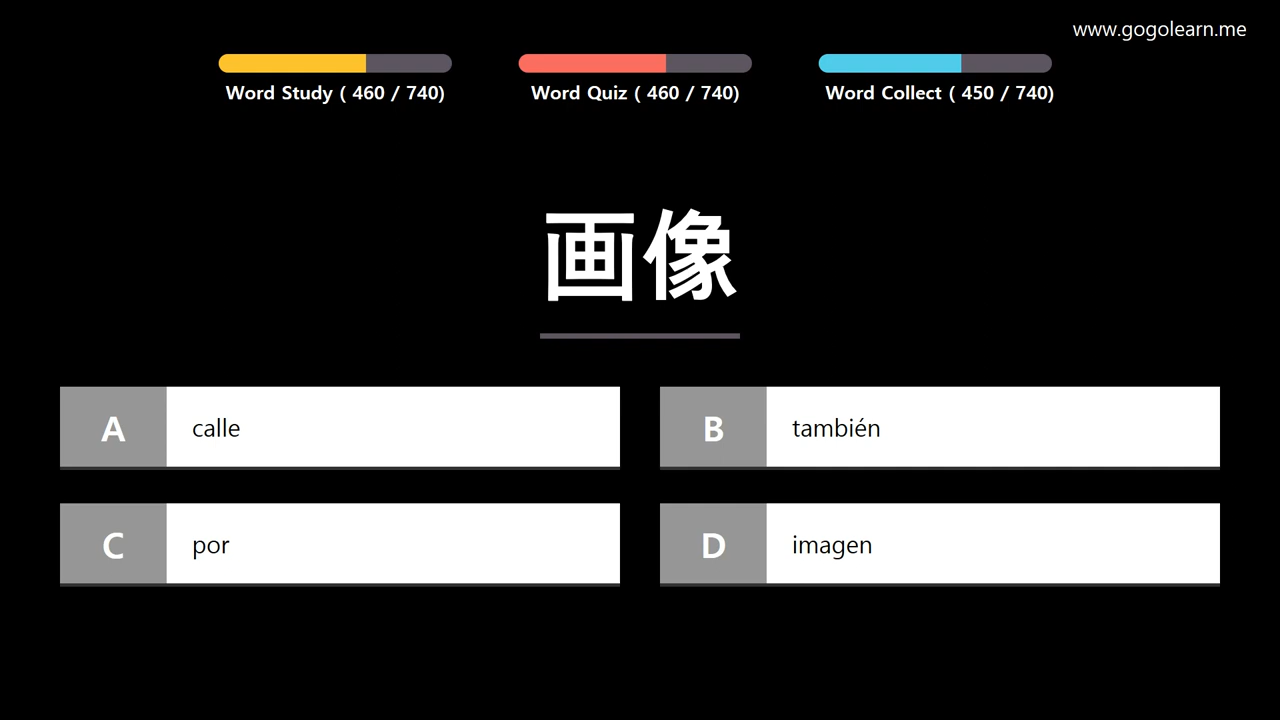 www.gogolearn.me
Word Study ( 460 / 740)
Word Quiz ( 460 / 740)
Word Collect ( 450 / 740)
画像
A calle
B también
C por
D imagen